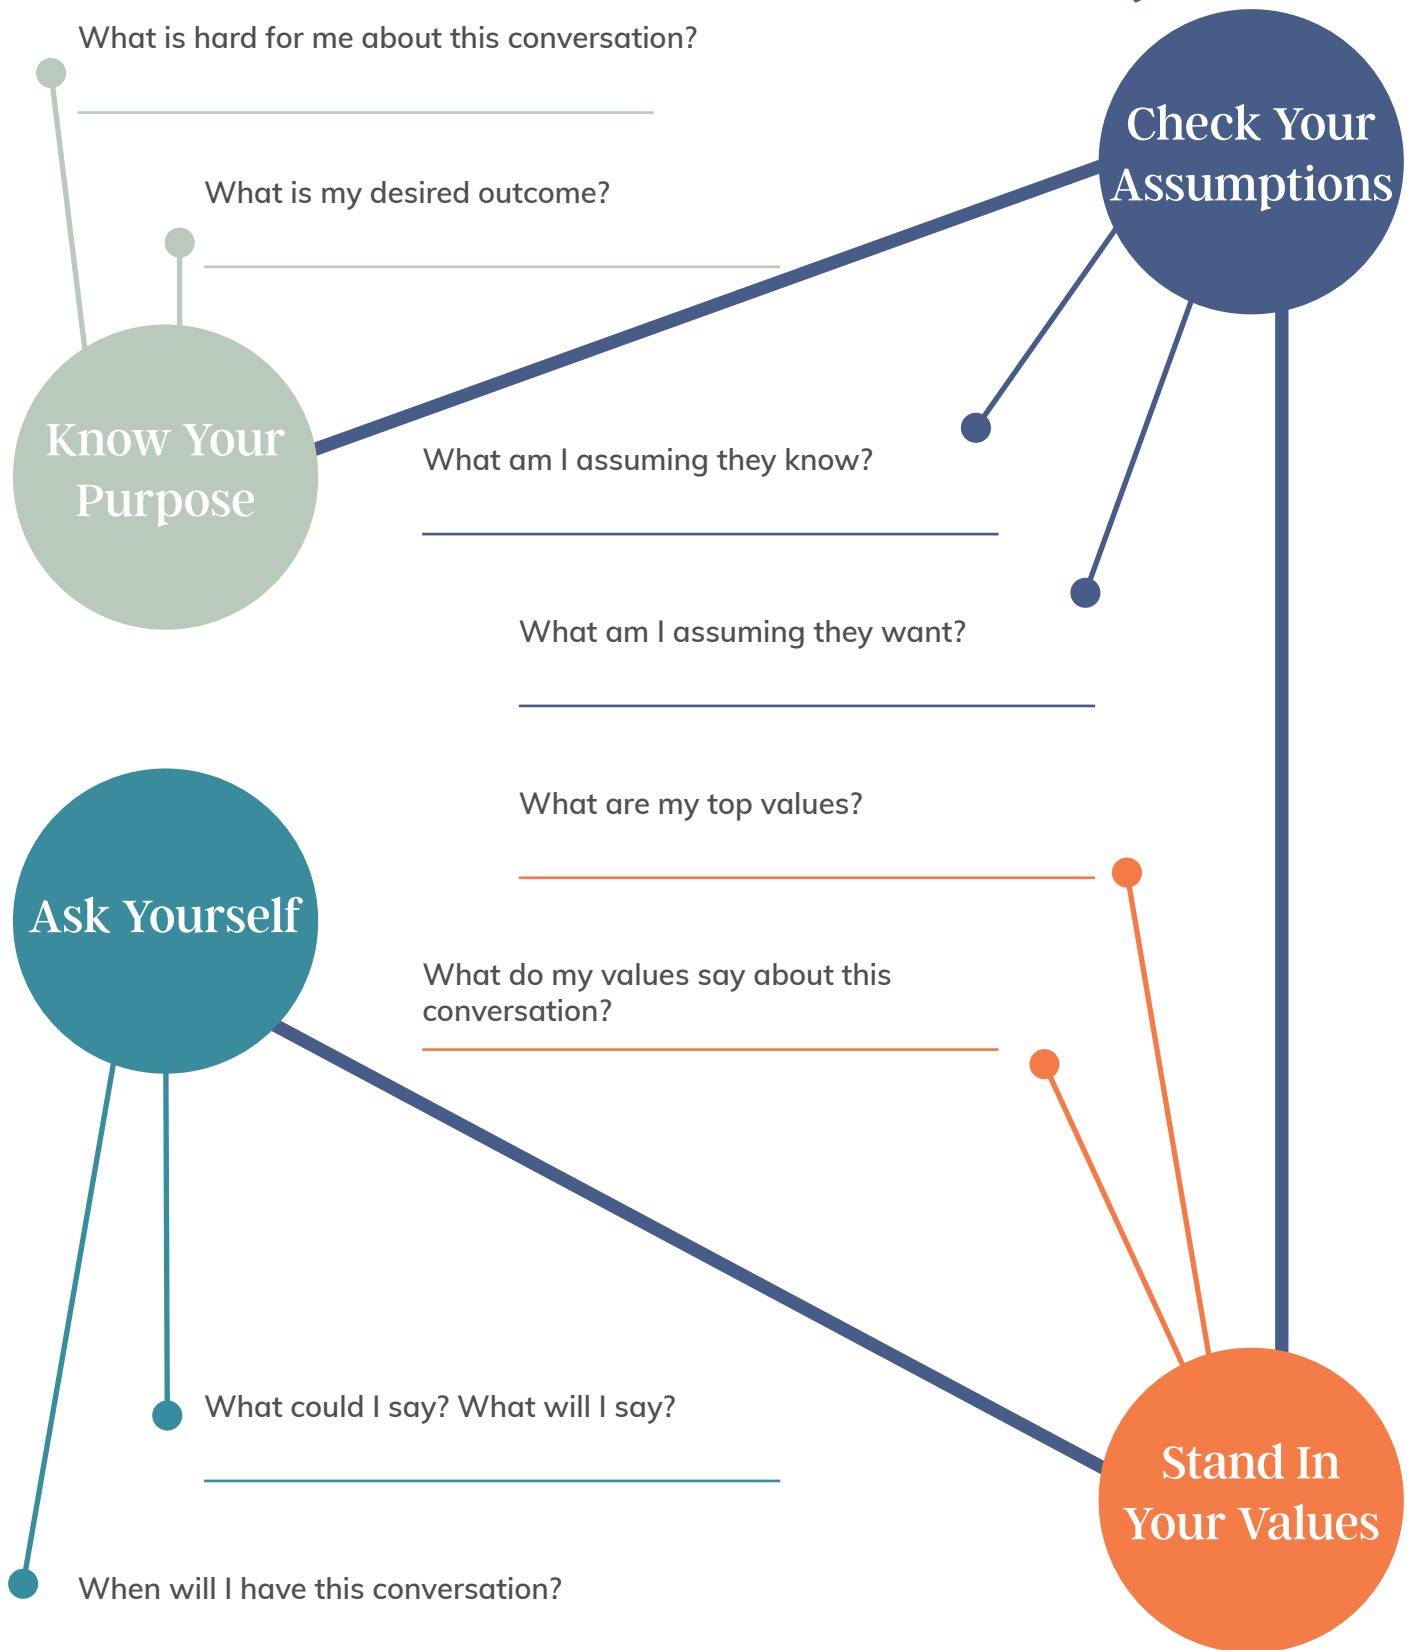 What is hard for me about this conversation?
What is my desired outcome?
Know Your
Purpose
Check Your
Assumptions
What am I assuming they know?
What am I assuming they want?
What are my top values?
What do my values say about this
conversation?
Stand In
Your Values
Ask Yourself
What could I say? What will I say?
When will I have this conversation?